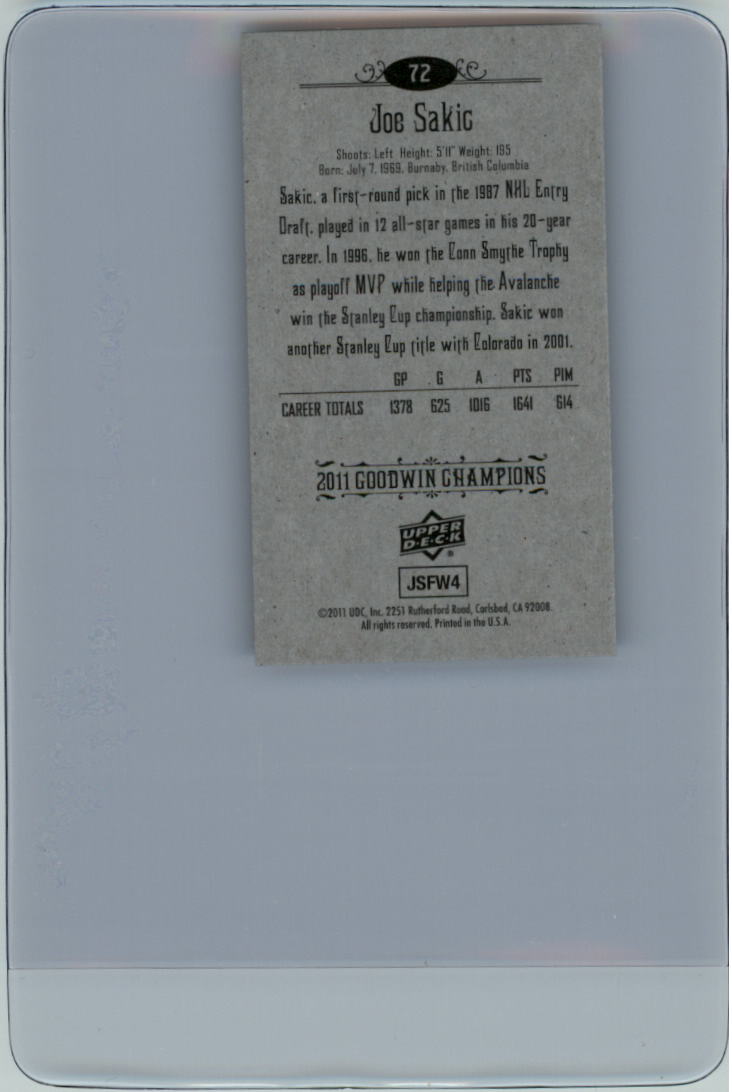 72
Joe Sakic
Shoots: Left Height: 5'11" Weight: 195
Born: July 7, 1969, Burnaby, British Columbia
Sakic, a first-round pick in the 1987 NHL Entry
Draft, played in 12 all-star games in his 20-year
career. In 1996, he won the Conn Smythe Trophy
as playoff MVP while helping the Avalanche
win the Stanley Cup championship. Sakic won
another Stanley Cup title with Colorado in 2001.
GP G A PTS PIM
CAREER TOTALS 1378 625 1016 1641 614
2011 GOODWIN CHAMPIONS
UPPER
D·E·C·K
®
JSFW4
©2011 UDC, Inc. 2251 Rutherford Road, Carlsbad, CA 92008.
All rights reserved. Printed in the U.S.A.